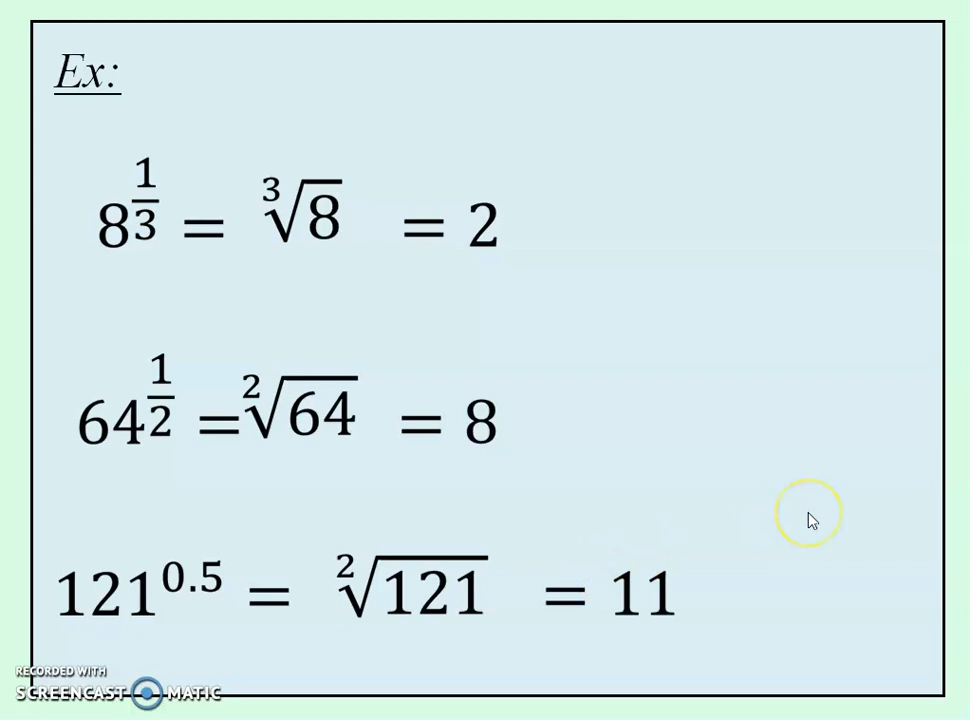 Ex:
8^(1/3) = ∛8 = 2
64^(1/2) = ²√64 = 8
121^0.5 = ²√121 = 11
RECORDED WITH
SCREENCAST MATIC